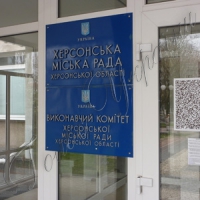 УКРАЇНА
ХЕРСОНСЬКА
МІСЬКА РАДА
ХЕРСОНСЬКОЇ ОБЛАСТІ
УКРАЇНА
ВИКОНАВЧИЙ КОМІТЕТ
ХЕРСОНСЬКОЇ
МІСЬКОЇ РАДИ
ХЕРСОНСЬКОЇ ОБЛАСТІ